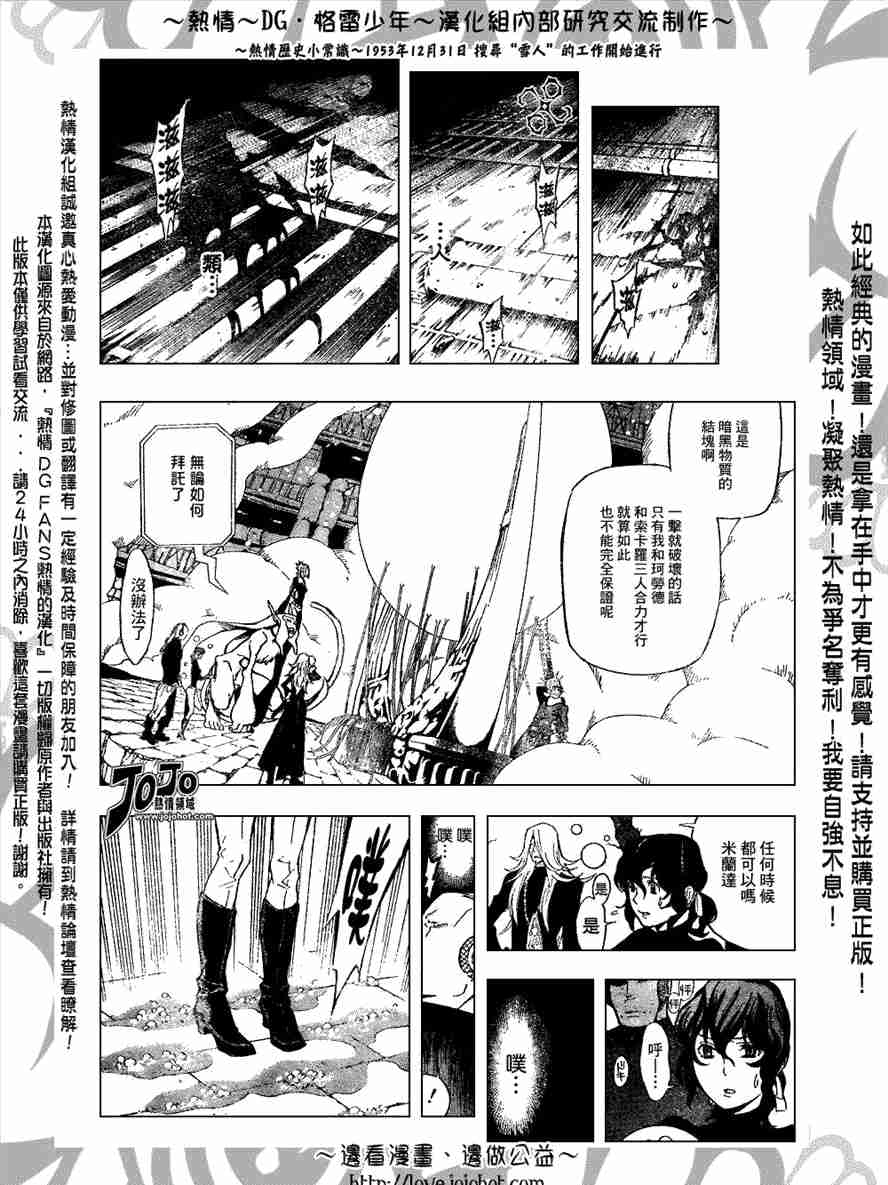 ～熱情～DG·恪雷少年～漢化組內部研究交流制作～
～熱情歷史小常識～1953年12月31日 搜尋“雪人”的工作開始進行
如此經典的漫畫！還是拿在手中才更有感覺！請支持並購買正版！
熱情領域！凝聚熱情！不為爭名奪利！我要自強不息！
滋
滋滋
…人
滋
滋滋滋
滋滋
類…
這是
暗黑物質的
結塊啊
一擊就破壞的話
只有我和珂勞德
和索卡羅三人合力才行
就算如此
也不能完全保證呢
無論如何
拜託了
沒辦法了
JOJO
熱情領域
www.jojohot.com
任何時候
都可以嗎
米蘭達
是
是
噗
噗
呼—…
怦
怦
噗…
！
熱情漢化組誠邀真心熱愛動漫…並對修圖或翻譯有一定經驗及時間保障的朋友加入！ 詳情請到熱情論壇查看瞭解！
本漢化圖源來自於網路，『熱情DG FANS熱情的漢化』一切版權歸原作者與出版社擁有！
此版本僅供學習試看交流..請24小時之內消除，喜歡這套漫畫請購買正版！謝謝。
～邊看漫畫、邊做公益～
http://love.jojohot.com